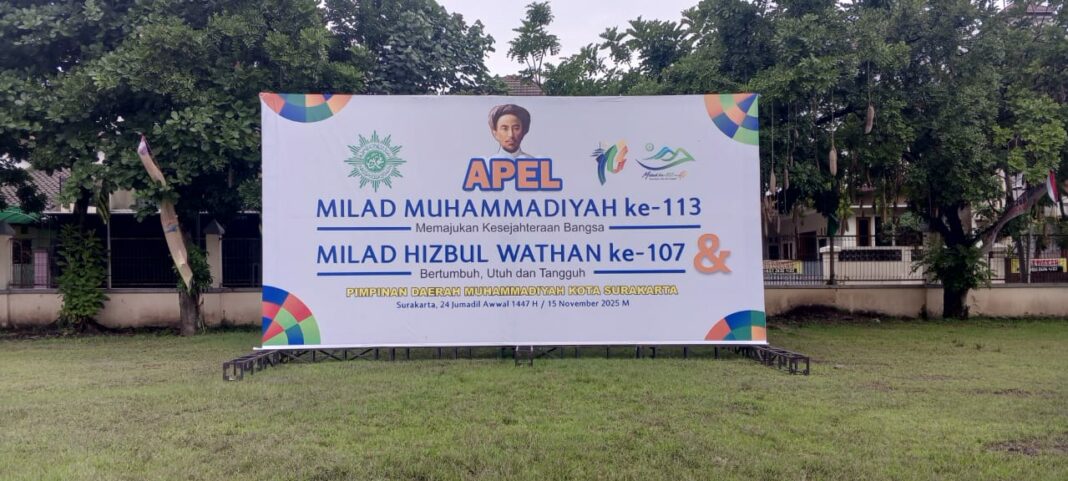 APEL
MILAD MUHAMMADIYAH ke-113
Memajukan Kesejahteraan Bangsa
MILAD HIZBUL WATHAN ke-107
&
Bertumbuh, Utuh dan Tangguh
PIMPINAN DAERAH MUHAMMADIYAH KOTA SURAKARTA
Surakarta, 24 Jumadil Awwal 1447 H / 15 November 2025 M